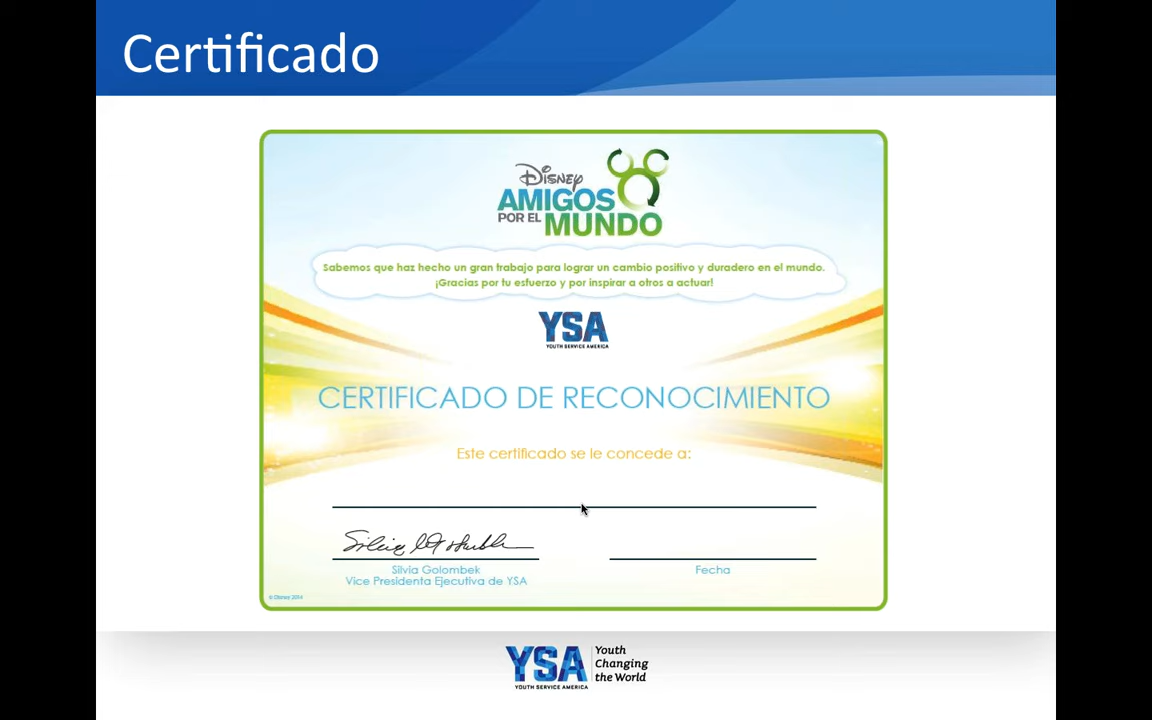 Certificado
Disney
AMIGOS
POR EL MUNDO
Sabemos que haz hecho un gran trabajo para lograr un cambio positivo y duradero en el mundo.
¡Gracias por tu esfuerzo y por inspirar a otros a actuar!
YSA
YOUTH SERVICE AMERICA
CERTIFICADO DE RECONOCIMIENTO
Este certificado se le concede a:
Silvia Golombek
Vice Presidenta Ejecutiva de YSA
Fecha
© Disney 2014
YSA
YOUTH SERVICE AMERICA
Youth
Changing
the World